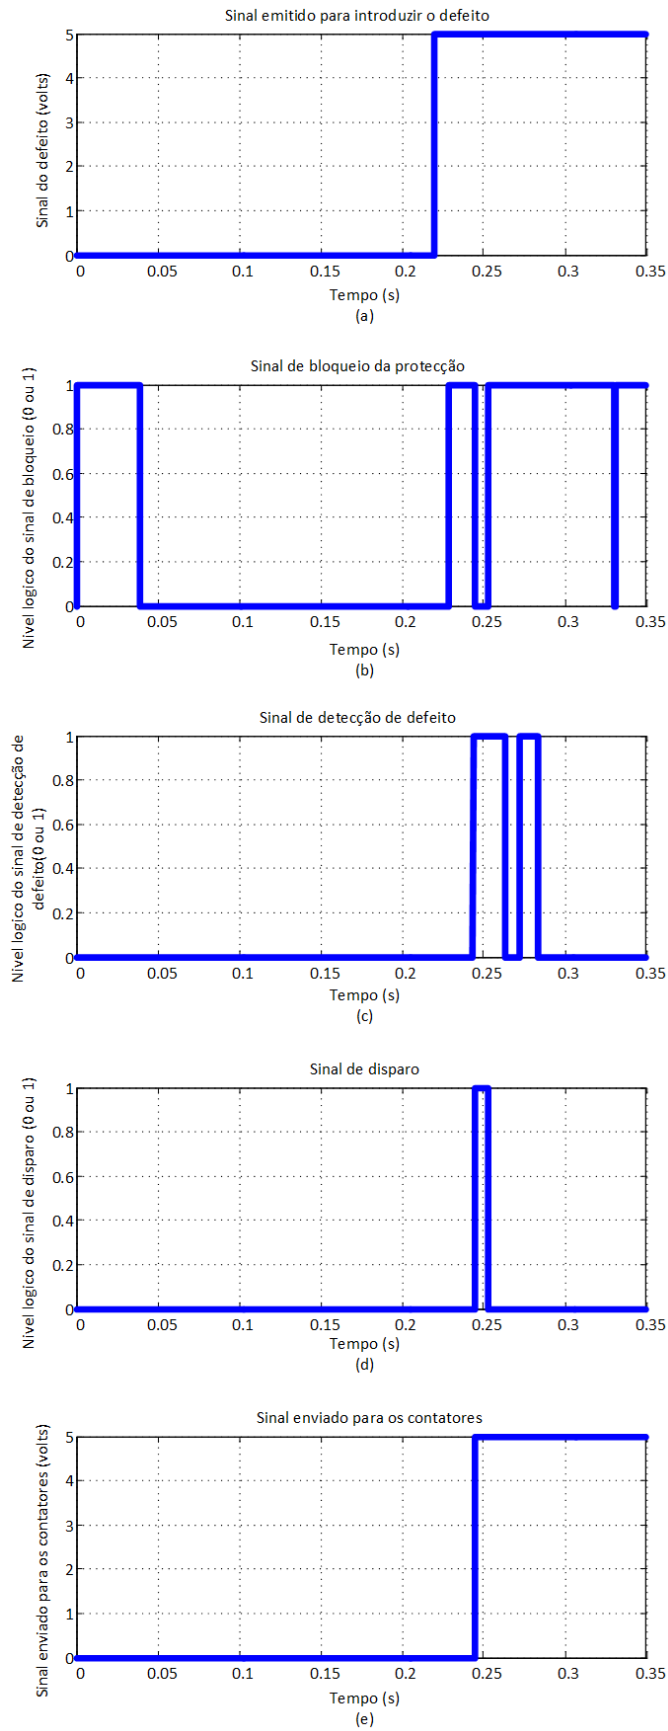 Sinal emitido para introduzir o defeito
Sinal do defeito (volts)
5
4
3
2
1
0
0 0.05 0.1 0.15 0.2 0.25 0.3 0.35
Tempo (s)
(a)
Sinal de bloqueio da protecção
Nivel logico do sinal de bloqueio (0 ou 1)
1
0.8
0.6
0.4
0.2
0
0 0.05 0.1 0.15 0.2 0.25 0.3 0.35
Tempo (s)
(b)
Sinal de detecção de defeito
Nivel logico do sinal de detecção de
defeito(0 ou 1)
1
0.8
0.6
0.4
0.2
0
0 0.05 0.1 0.15 0.2 0.25 0.3 0.35
Tempo (s)
(c)
Sinal de disparo
Nivel logico do sinal de disparo (0 ou 1)
1
0.8
0.6
0.4
0.2
0
0 0.05 0.1 0.15 0.2 0.25 0.3 0.35
Tempo (s)
(d)
Sinal enviado para os contatores
Sinal enviado para os contatores (volts)
5
4
3
2
1
0
0 0.05 0.1 0.15 0.2 0.25 0.3 0.35
Tempo (s)
(e)